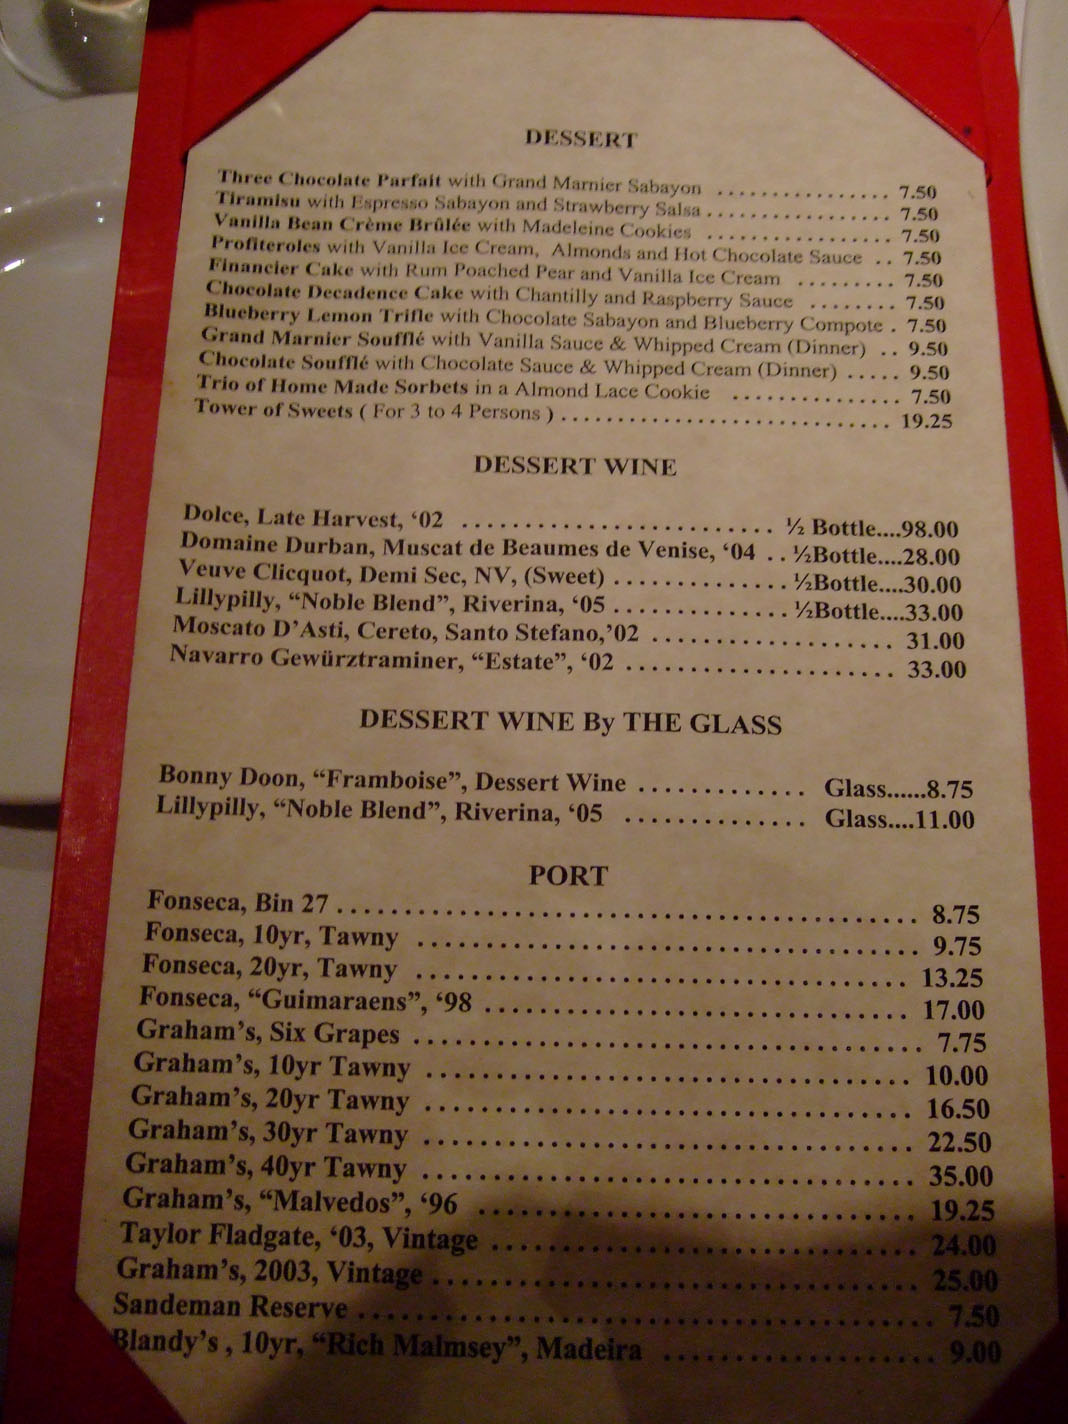 DESSERT
Three Chocolate Parfait with Grand Marnier Sabayon ................. 7.50
Tiramisu with Espresso Sabayon and Strawberry Salsa .................. 7.50
Vanilla Bean Crème Brûlée with Madeleine Cookies .................. 7.50
Profiteroles with Vanilla Ice Cream, Almonds and Hot Chocolate Sauce .. 7.50
Financier Cake with Rum Poached Pear and Vanilla Ice Cream ......... 7.50
Chocolate Decadence Cake with Chantilly and Raspberry Sauce ........ 7.50
Blueberry Lemon Trifle with Chocolate Sabayon and Blueberry Compote . 7.50
Grand Marnier Soufflé with Vanilla Sauce & Whipped Cream (Dinner) .. 9.50
Chocolate Soufflé with Chocolate Sauce & Whipped Cream (Dinner) ..... 9.50
Trio of Home Made Sorbets in a Almond Lace Cookie ................ 7.50
Tower of Sweets ( For 3 to 4 Persons ) ............................. 19.25
DESSERT WINE
Dolce, Late Harvest, ‘02 ......................... ½ Bottle....98.00
Domaine Durban, Muscat de Beaumes de Venise, ‘04 .. ½Bottle....28.00
Veuve Clicquot, Demi Sec, NV, (Sweet) .............. ½Bottle....30.00
Lillypilly, “Noble Blend”, Riverina, ‘05 .............. ½Bottle....33.00
Moscato D’Asti, Cereto, Santo Stefano,’02 ................... 31.00
Navarro Gewürztraminer, “Estate”, ‘02 ..................... 33.00
DESSERT WINE By THE GLASS
Bonny Doon, “Framboise”, Dessert Wine ............. Glass......8.75
Lillypilly, “Noble Blend”, Riverina, ‘05 .............. Glass....11.00
PORT
Fonseca, Bin 27 ................................... 8.75
Fonseca, 10yr, Tawny .............................. 9.75
Fonseca, 20yr, Tawny ............................. 13.25
Fonseca, “Guimaraens”, ‘98 ......................... 17.00
Graham’s, Six Grapes ............................... 7.75
Graham’s, 10yr Tawny ............................. 10.00
Graham’s, 20yr Tawny ............................. 16.50
Graham’s, 30yr Tawny ............................. 22.50
Graham’s, 40yr Tawny ............................. 35.00
Graham’s, “Malvedos”, ‘96 .......................... 19.25
Taylor Fladgate, ‘03, Vintage ......................... 24.00
Graham’s, 2003, Vintage ............................. 25.00
Sandeman Reserve ................................... 7.50
Blandy’s , 10yr, “Rich Malmsey”, Madeira ................. 9.00